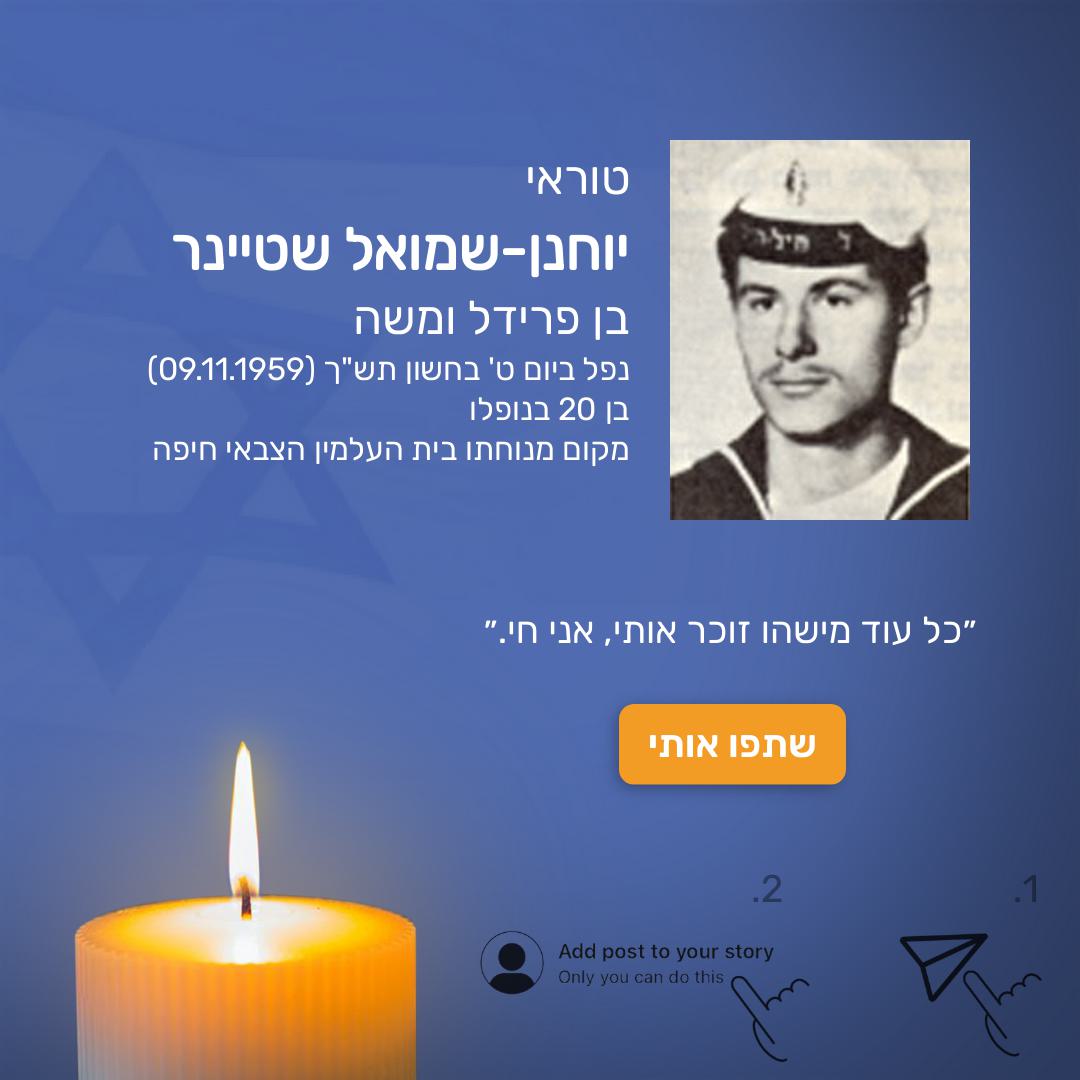 טוראי
יוחנן-שמואל שטיינר
בן פרידל ומשה
נפל ביום ט' בחשוון תש"ך (09.11.1959)
בן 20 בנופלו
מקום מנוחתו בית העלמין הצבאי חיפה
״כל עוד מישהו זוכר אותי, אני חי.״
שתפו אותי
1.
2.
Add post to your story
Only you can do this